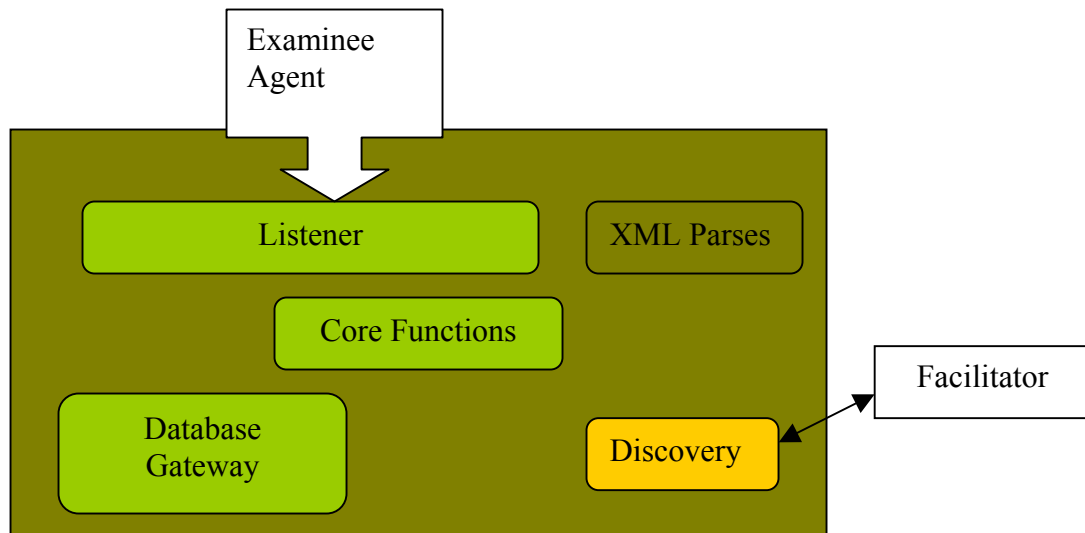 Examinee
Agent
Listener
XML Parses
Core Functions
Facilitator
Database
Gateway
Discovery